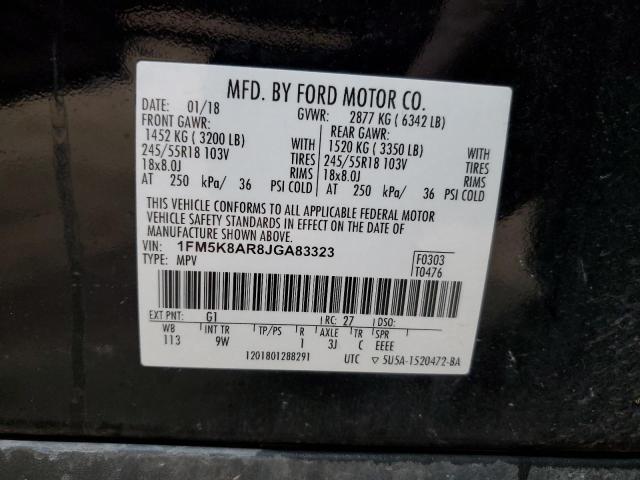 MFD. BY FORD MOTOR CO.
DATE: 01/18 GVWR: 2877 KG ( 6342 LB)
FRONT GAWR: REAR GAWR:
1452 KG ( 3200 LB) WITH 1520 KG ( 3350 LB) WITH
245/55R18 103V TIRES 245/55R18 103V TIRES
18x8.0J RIMS 18x8.0J RIMS
AT 250 kPa/ 36 PSI COLD AT 250 kPa/ 36 PSI COLD
THIS VEHICLE CONFORMS TO ALL APPLICABLE FEDERAL MOTOR
VEHICLE SAFETY STANDARDS IN EFFECT ON THE DATE OF
MANUFACTURE SHOWN ABOVE.
VIN: 1FM5K8AR8JGA83323 F0303
TYPE: MPV T0476
EXT PNT: G1 RC: 27 DSO:
WB INT TR TP/PS R AXLE TR SPR
113 9W 1 3J C EEEE
120180128 8291 UTC ▽ 5U5A-1520472-BA